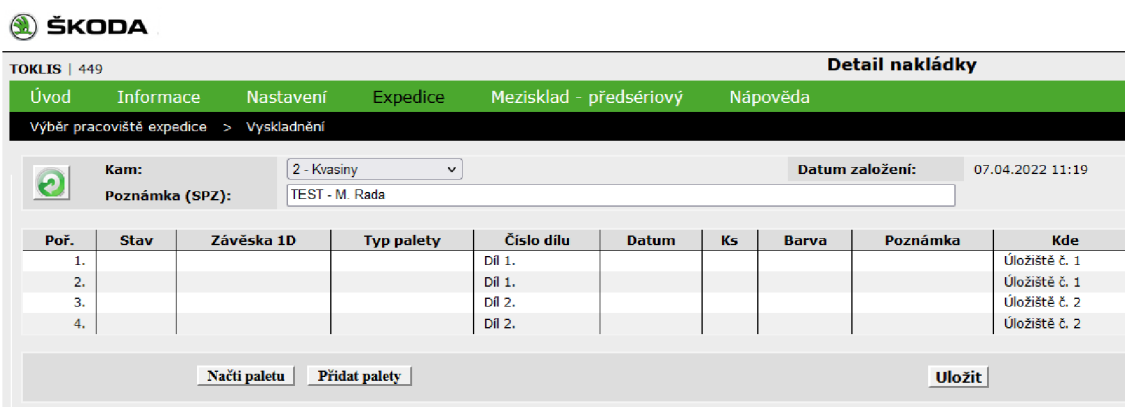 ŠKODA
TOKLIS | 449 Detail nakládky
Úvod Informace Nastavení Expedice Mezisklad - předsériový Nápověda
Výběr pracoviště expedice > Vyskladnění
Kam: 2 - Kvasiny Datum založení: 07.04.2022 11:19
Poznámka (SPZ): TEST - M. Rada
Poř. Stav Závěska 1D Typ palety Číslo dílu Datum Ks Barva Poznámka Kde
1. Díl 1. Úložiště č. 1
2. Díl 1. Úložiště č. 1
3. Díl 2. Úložiště č. 2
4. Díl 2. Úložiště č. 2
Načti paletu Přidat palety Uložit